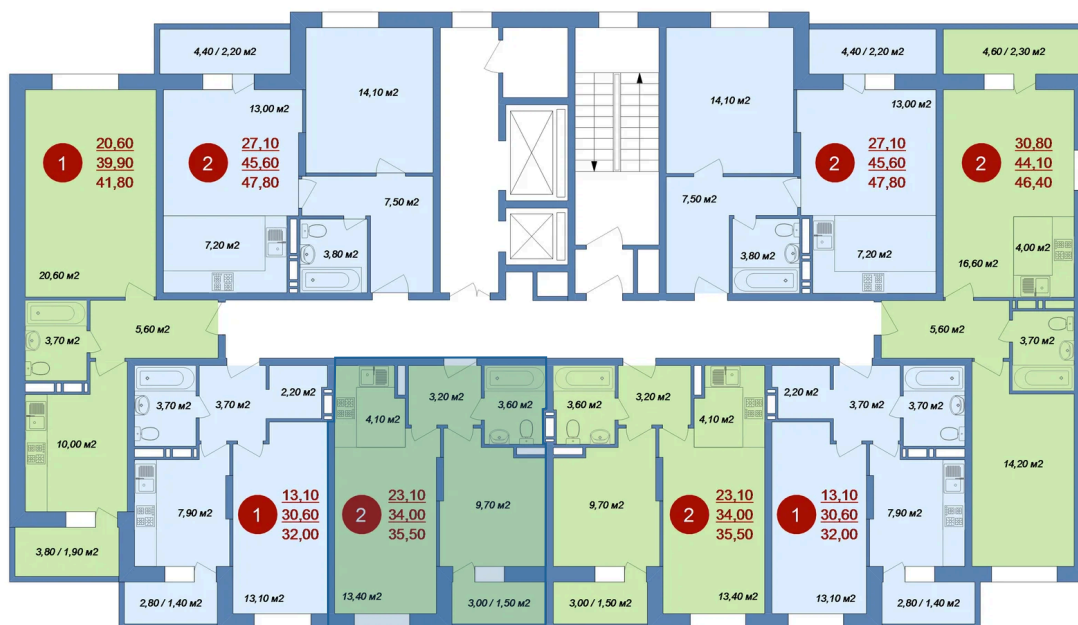 4,40 / 2,20 м2
14,10 м2
13,00 м2
1
20,60
39,90
41,80
2
27,10
45,60
47,80
7,50 м2
7,20 м2
3,80 м2
20,60 м2
14,10 м2
4,40 / 2,20 м2
4,60 / 2,30 м2
13,00 м2
2
27,10
45,60
47,80
2
30,80
44,10
46,40
7,50 м2
3,80 м2
7,20 м2
4,00 м2
16,60 м2
3,70 м2
5,60 м2
5,60 м2
3,70 м2
10,00 м2
3,80 / 1,90 м2
3,70 м2
3,70 м2
2,20 м2
7,90 м2
1
13,10
30,60
32,00
2,80 / 1,40 м2
13,10 м2
4,10 м2
3,20 м2
3,60 м2
2
23,10
34,00
35,50
9,70 м2
13,40 м2
3,00 / 1,50 м2
3,60 м2
3,20 м2
4,10 м2
9,70 м2
2
23,10
34,00
35,50
3,00 / 1,50 м2
13,40 м2
2,20 м2
3,70 м2
3,70 м2
1
13,10
30,60
32,00
7,90 м2
13,10 м2
2,80 / 1,40 м2
14,20 м2